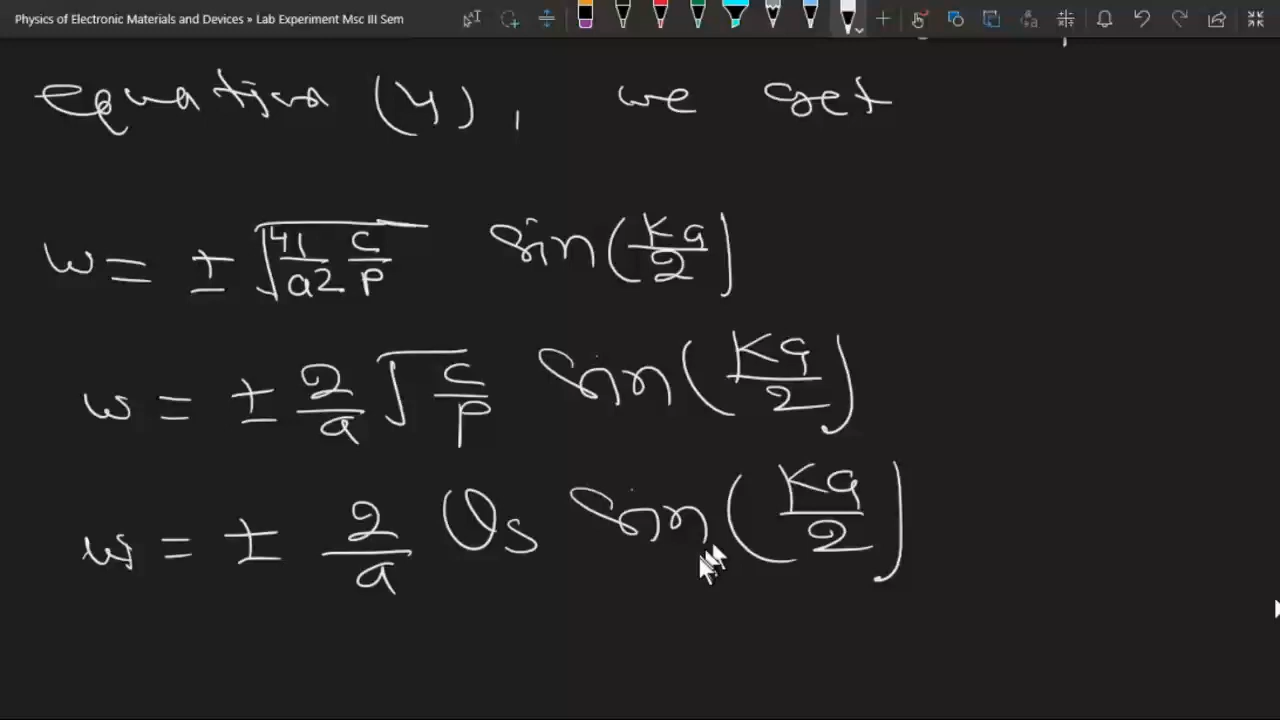 Physics of Electronic Materials and Devices » Lab Experiment Msc III Sem
equation (4), we get
w = ± √(4/a2 c/p) sin(Ka/2)
w = ± 2/a √(c/p) sin(Ka/2)
w = ± 2/a vs sin(Ka/2)